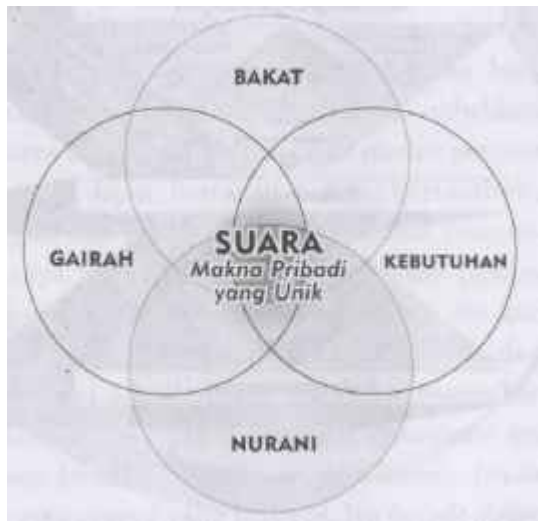 BAKAT
GAIRAH
SUARA
Makna Pribadi
yang Unik
KEBUTUHAN
NURANI